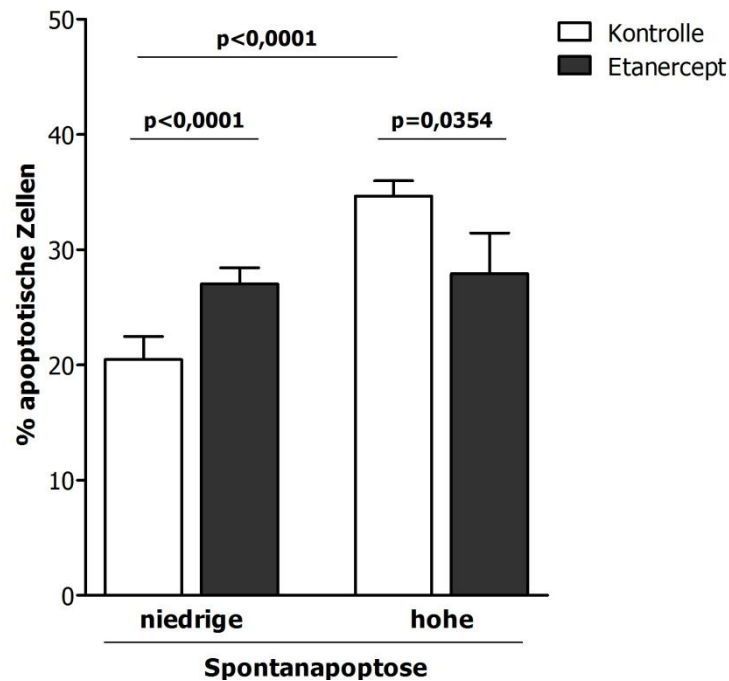 50
40
30
20
10
0
% apoptotische Zellen
p<0,0001
p<0,0001
p=0,0354
Kontrolle
Etanercept
niedrige
hohe
Spontanapoptose